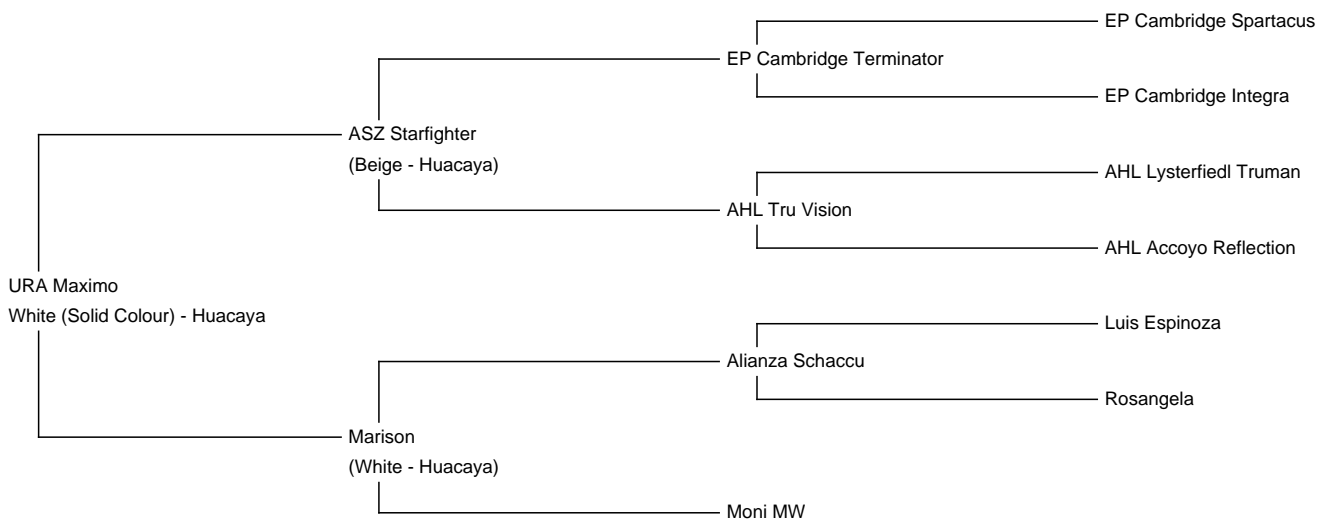 EP Cambridge Spartacus
EP Cambridge Terminator
EP Cambridge Integra
ASZ Starfighter
(Beige - Huacaya)
AHL Lysterfiedl Truman
AHL Tru Vision
AHL Accoyo Reflection
URA Maximo
White (Solid Colour) - Huacaya
Luis Espinoza
Alianza Schaccu
Rosangela
Marison
(White - Huacaya)
Moni MW